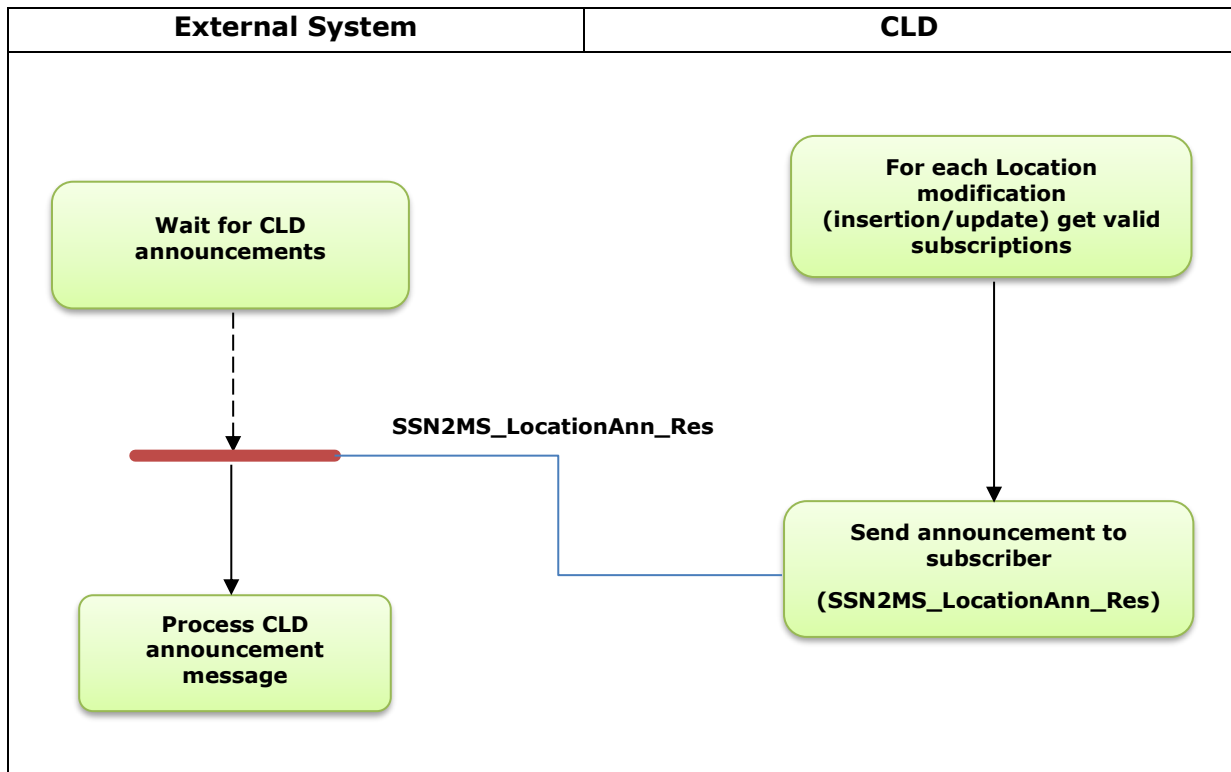 External System
CLD
Wait for CLD
announcements
For each Location
modification
(insertion/update) get valid
subscriptions
SSN2MS_LocationAnn_Res
Send announcement to
subscriber
(SSN2MS_LocationAnn_Res)
Process CLD
announcement
message